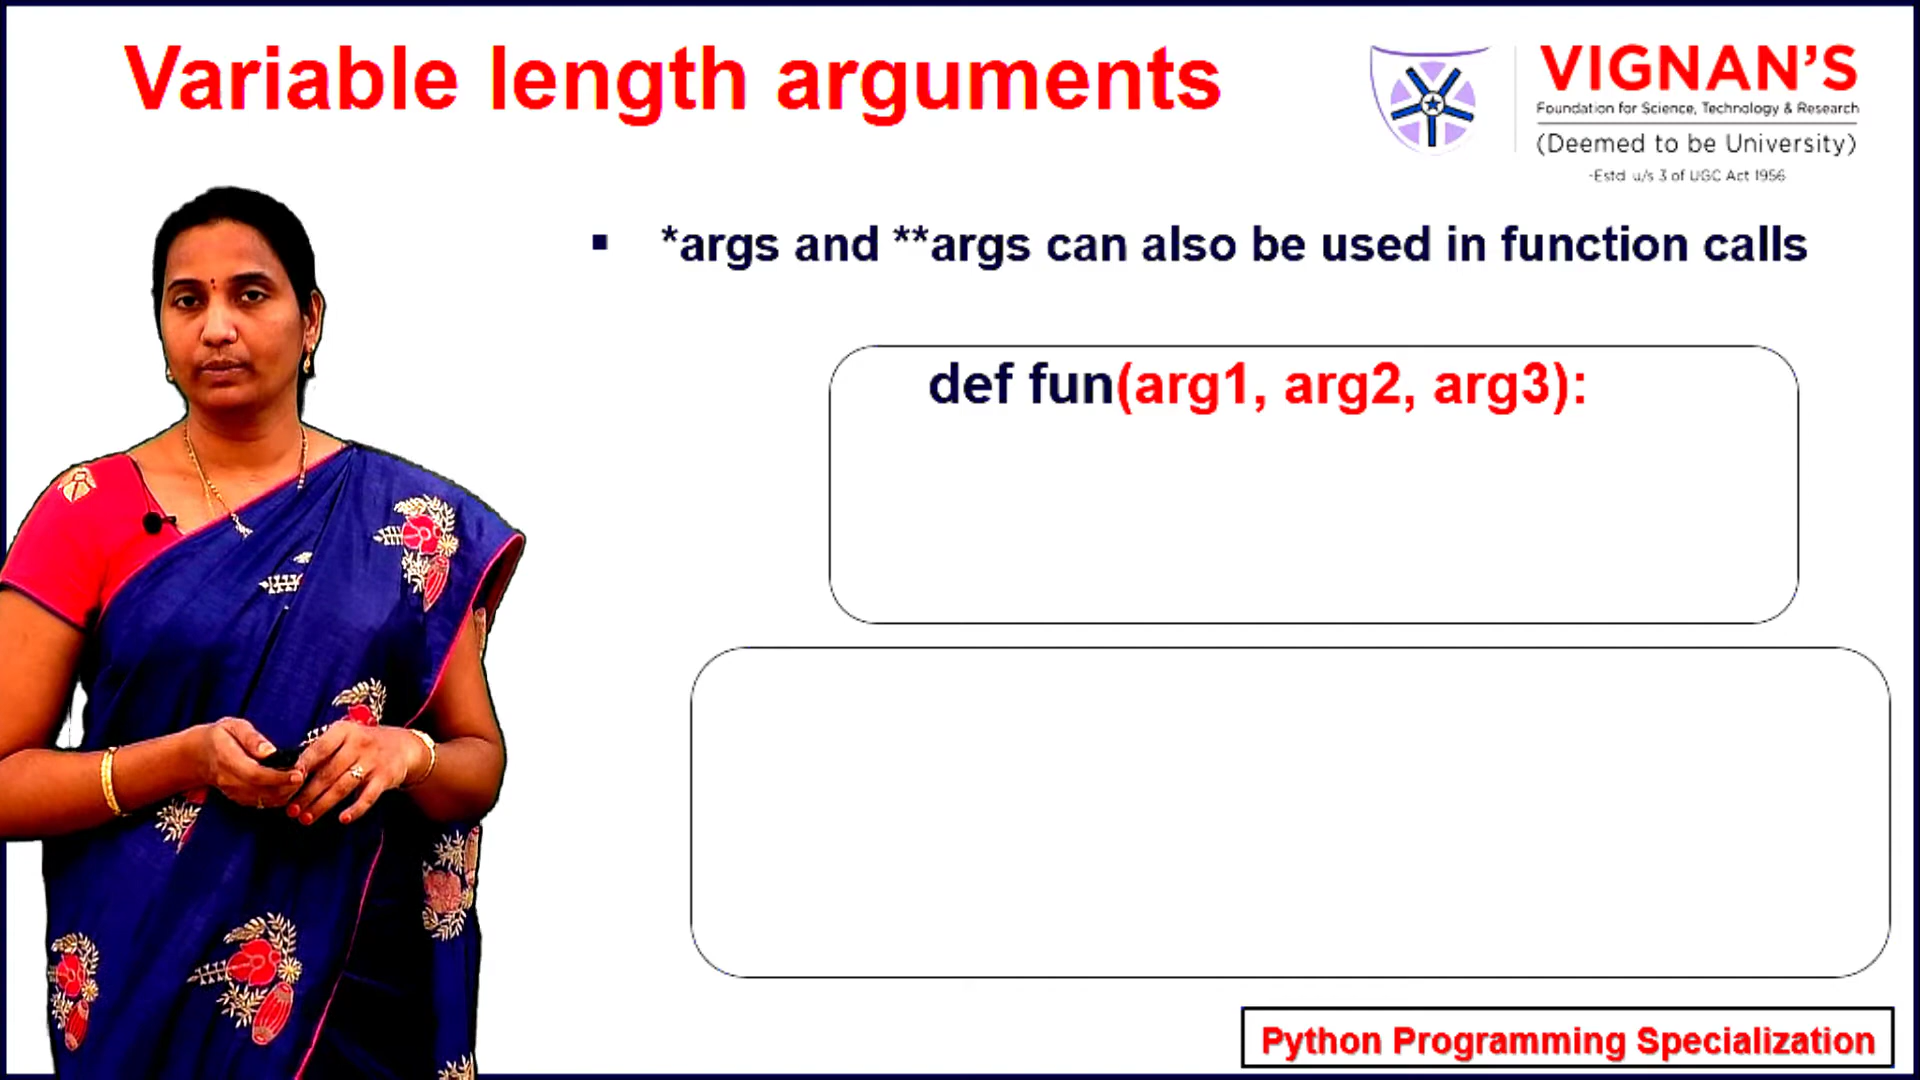 Variable length arguments
VIGNAN'S
Foundation for Science, Technology & Research
(Deemed to be University)
-Estd u/s 3 of UGC Act 1956
▪ *args and **args can also be used in function calls
def fun(arg1, arg2, arg3):
Python Programming Specialization